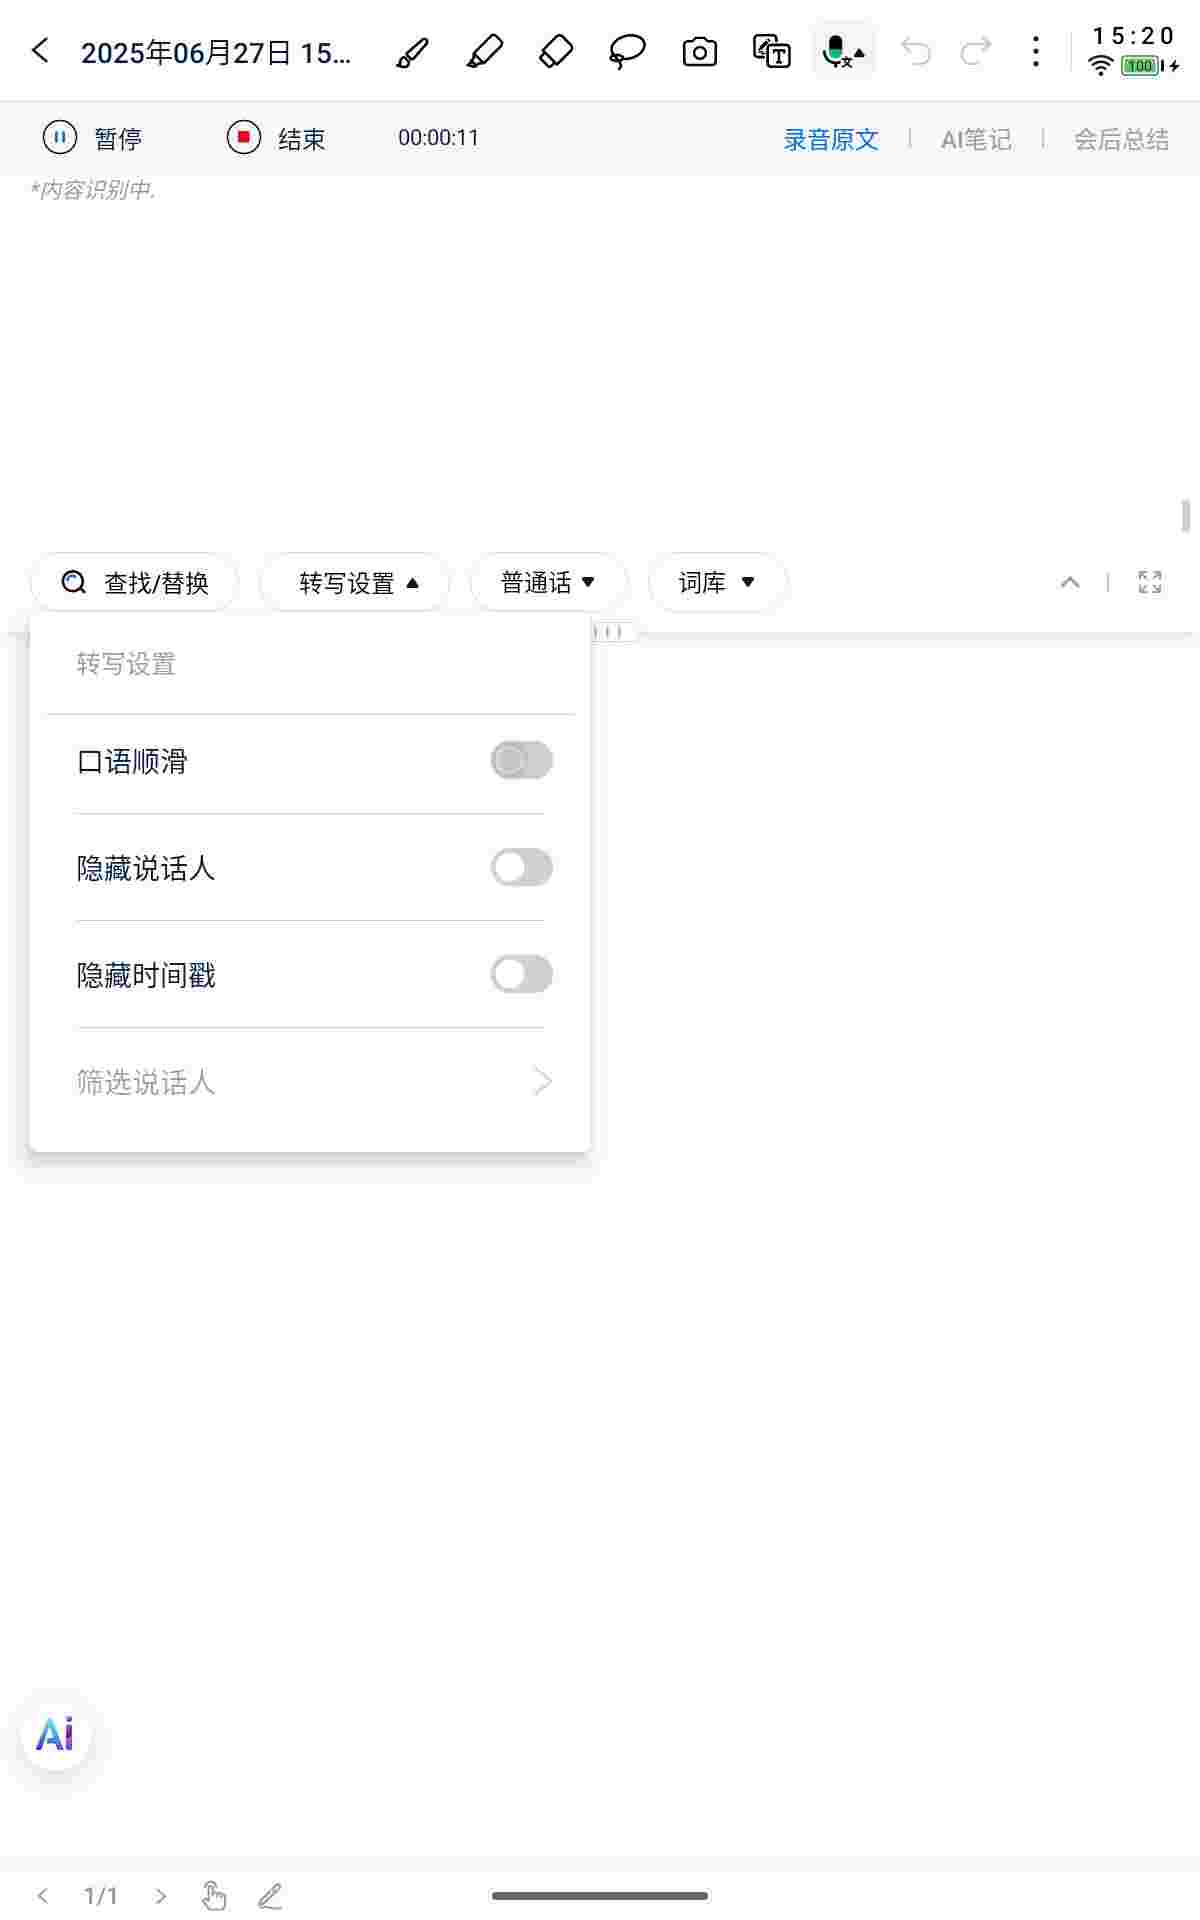 2025年06月27日 15...
15:20
100
暂停 结束 00:00:11 录音原文 AI笔记 会后总结
*内容识别中.
查找/替换 转写设置 普通话 词库
转写设置
口语顺滑
隐藏说话人
隐藏时间戳
筛选说话人
Ai
1/1